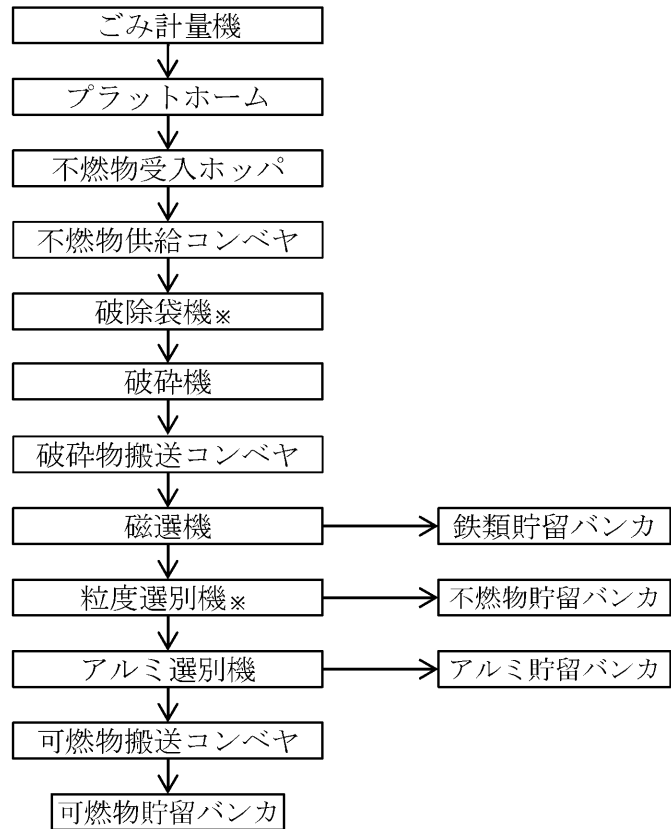 ごみ計量機
プラットホーム
不燃物受入ホッパ
不燃物供給コンベヤ
破除袋機※
破砕機
破砕物搬送コンベヤ
磁選機
鉄類貯留バンカ
粒度選別機※
不燃物貯留バンカ
アルミ選別機
アルミ貯留バンカ
可燃物搬送コンベヤ
可燃物貯留バンカ